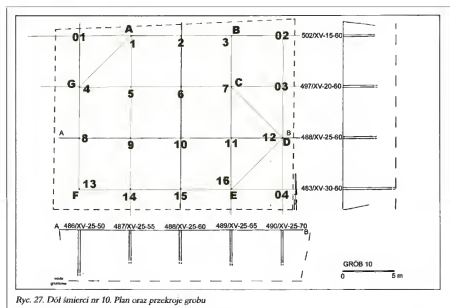 A B
01 1 2 3 02 502/XV-15-60
G C
4 5 6 7 03 497/XV-20-60
A 8 9 10 11 12 B D 488/XV-25-60
13 16
F 14 15 E 04 483/XV-30-60
A 486/XV-25-50 487/XV-25-55 488/XV-25-60 489/XV-25-65 490/XV-25-70 B
woda gruntowa
GRÓB 10
0 5 m
Ryc. 27. Dół śmierci nr 10. Plan oraz przekroje grobu